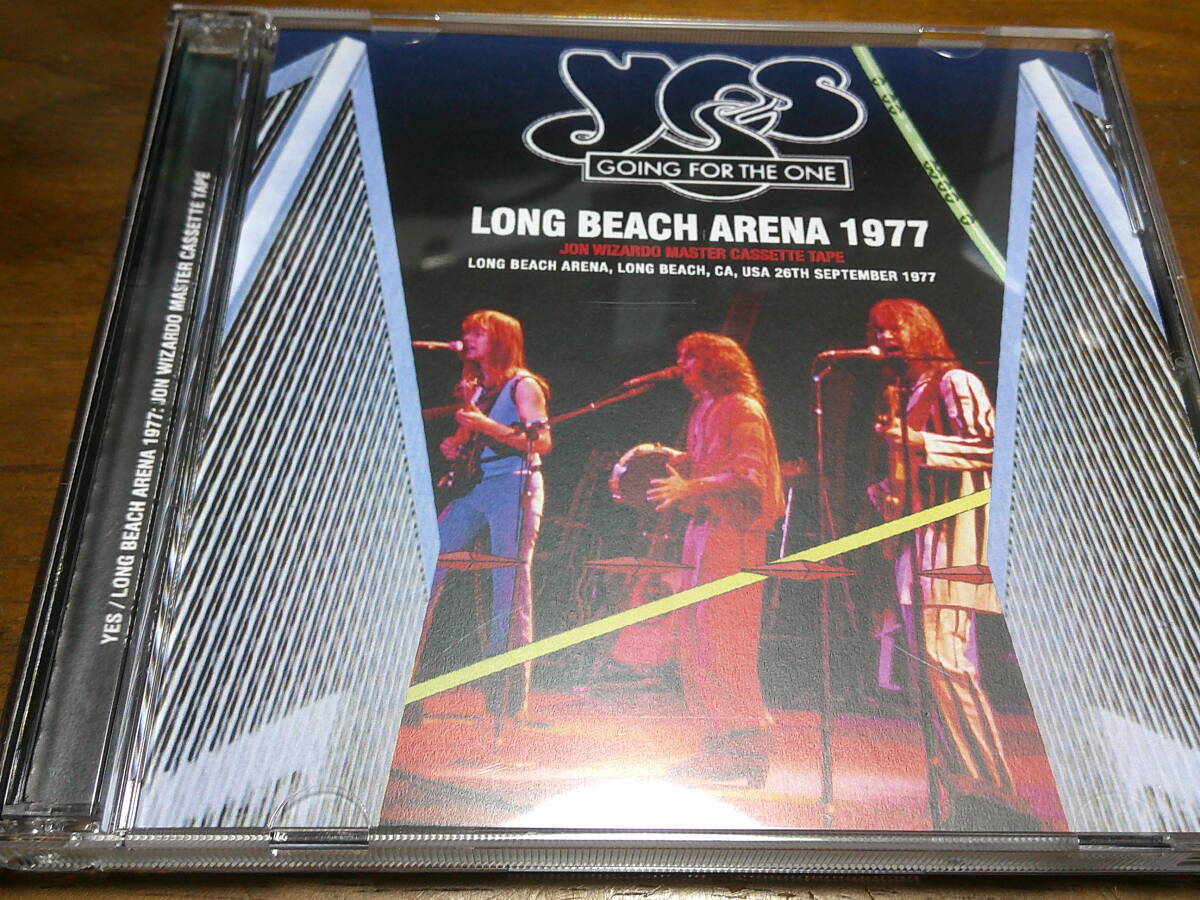 YES
GOING FOR THE ONE
LONG BEACH ARENA 1977
JON WIZARDO MASTER CASSETTE TAPE
LONG BEACH ARENA, LONG BEACH, CA, USA 26TH SEPTEMBER 1977
YES / LONG BEACH ARENA 1977: JON WIZARDO MASTER CASSETTE TAPE